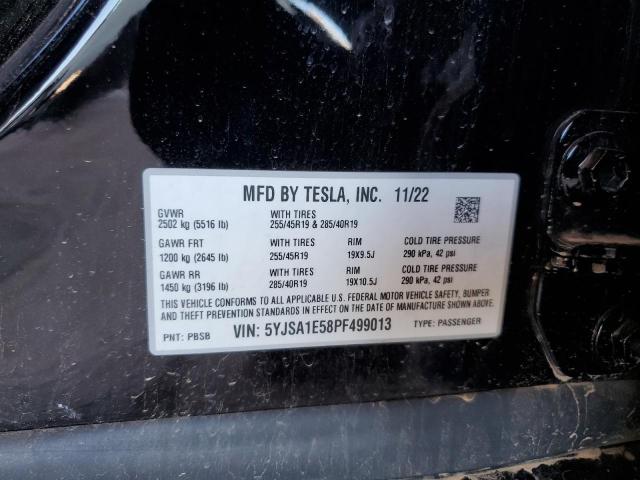 MFD BY TESLA, INC. 11/22
GVWR WITH TIRES
2502 kg (5516 lb) 255/45R19 & 285/40R19
GAWR FRT WITH TIRES RIM COLD TIRE PRESSURE
1200 kg (2645 lb) 255/45R19 19X9.5J 290 kPa, 42 psi
GAWR RR WITH TIRES RIM COLD TIRE PRESSURE
1450 kg (3196 lb) 285/40R19 19X10.5J 290 kPa, 42 psi
THIS VEHICLE CONFORMS TO ALL APPLICABLE U.S. FEDERAL MOTOR VEHICLE SAFETY, BUMPER
AND THEFT PREVENTION STANDARDS IN EFFECT ON THE DATE OF MANUFACTURE SHOWN ABOVE.
PNT: PBSB VIN: 5YJSA1E58PF499013 TYPE: PASSENGER